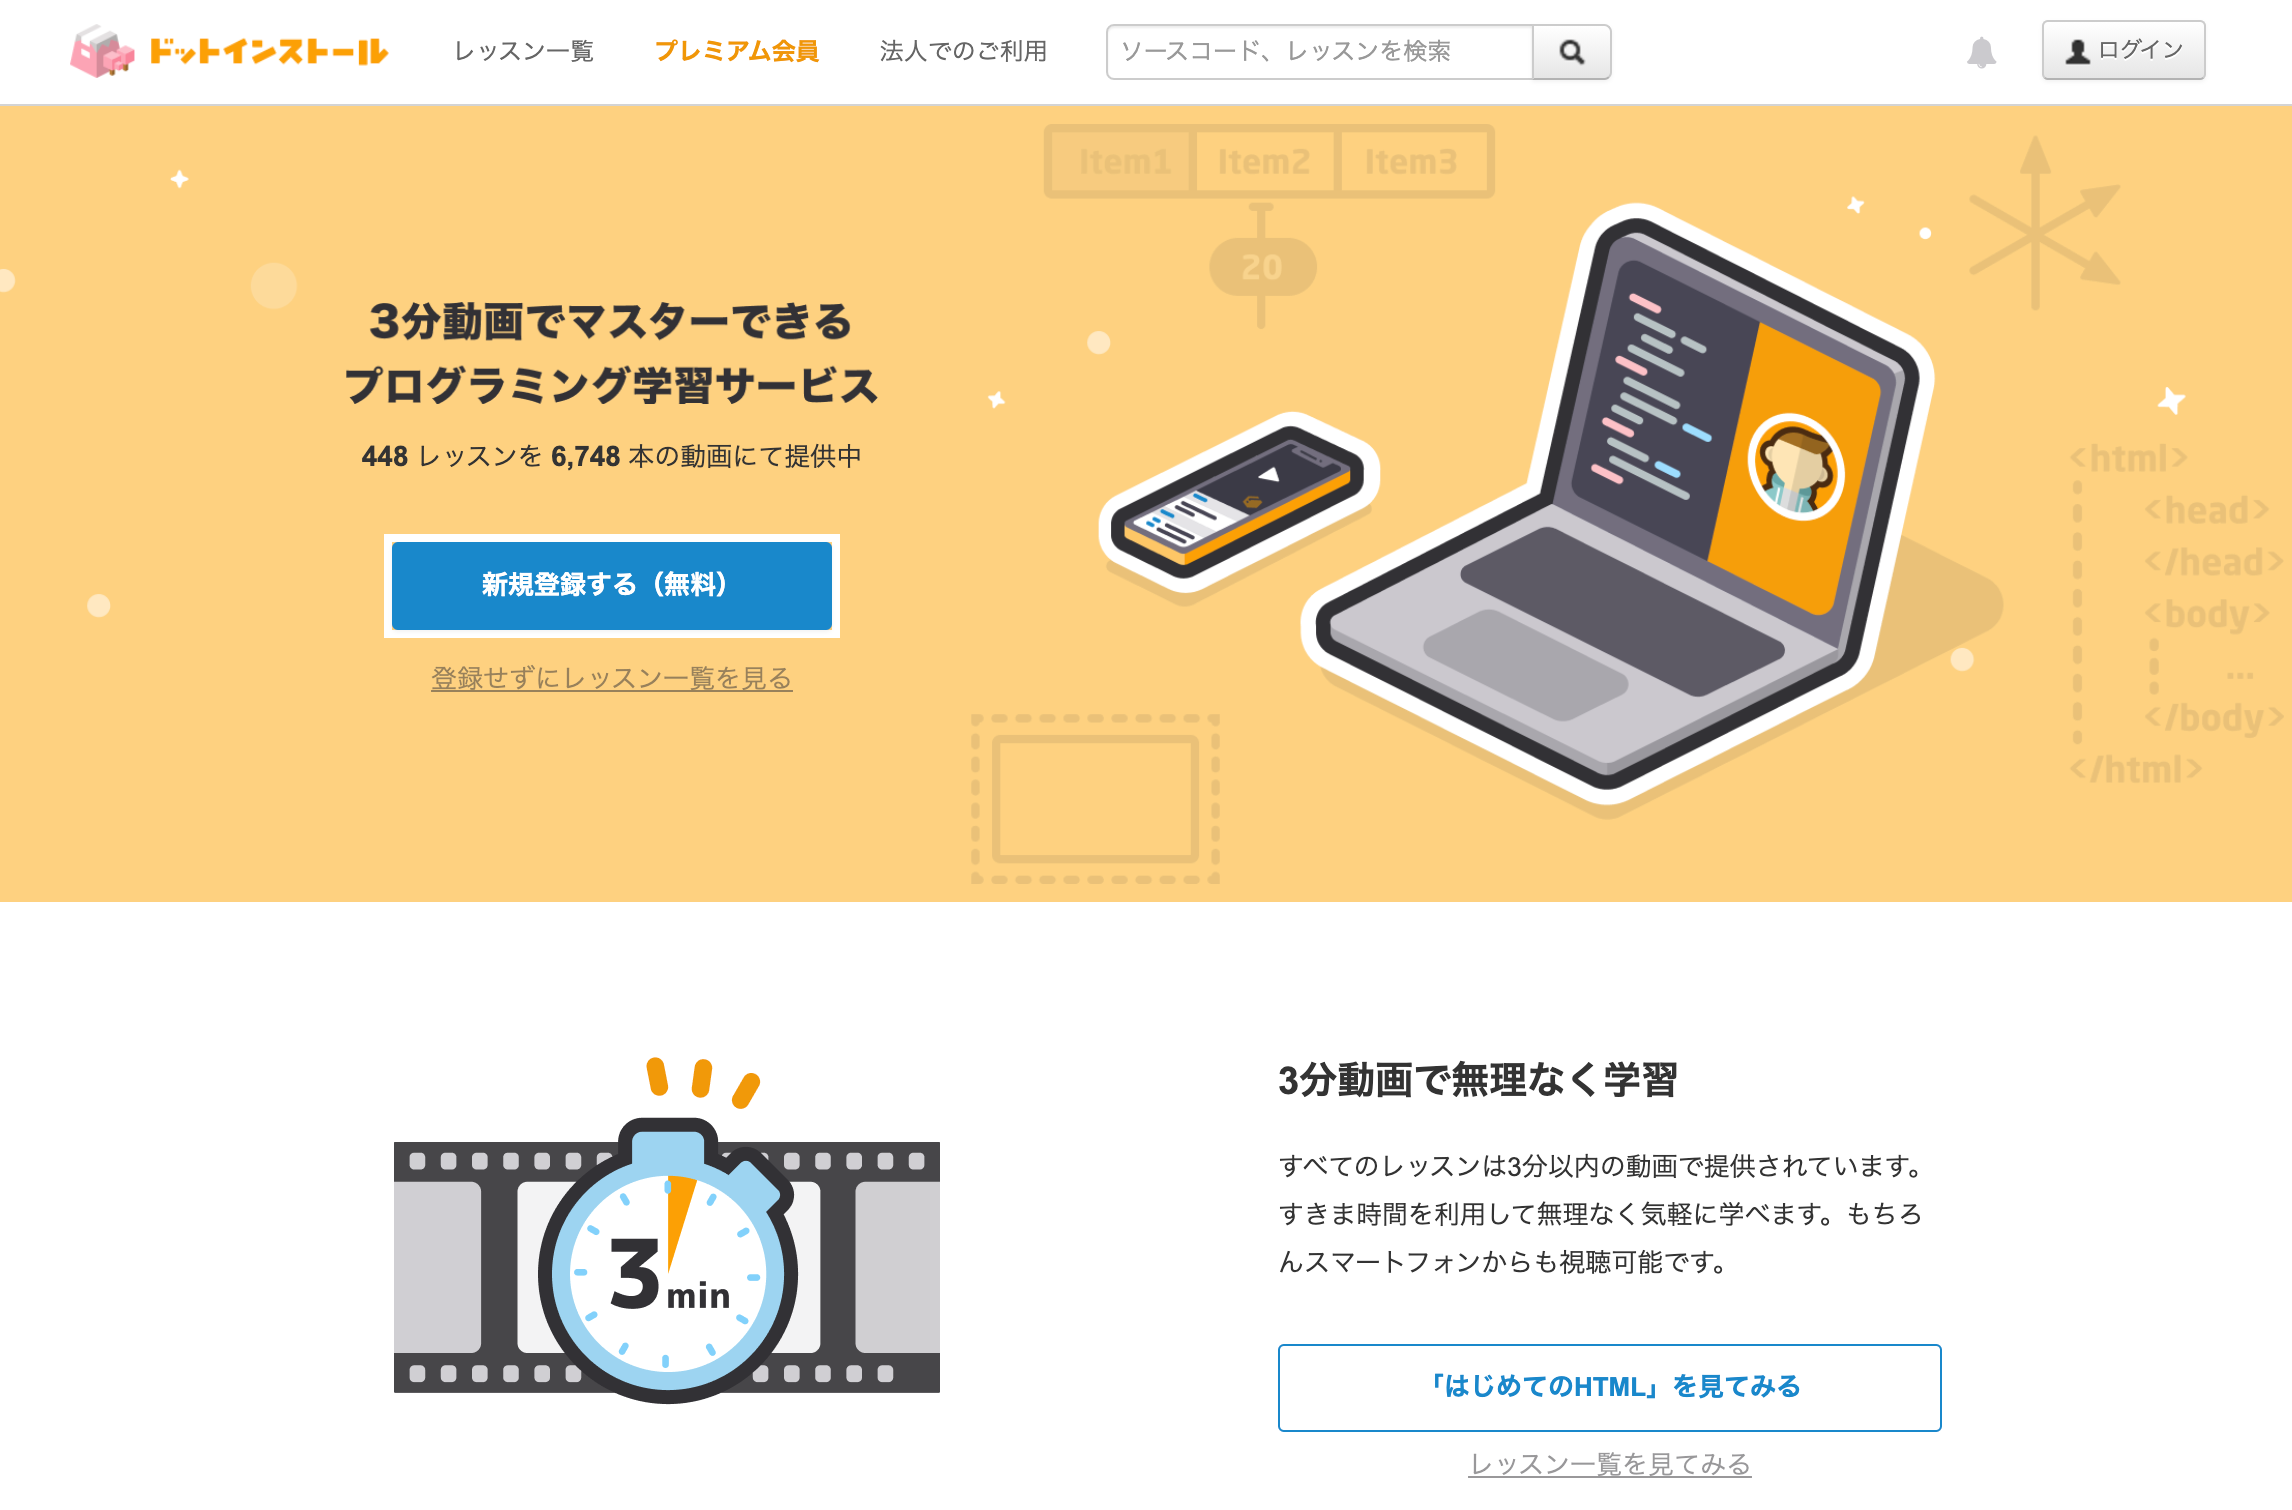 ドットインストール
レッスン一覧
プレミアム会員
法人でのご利用
ソースコード、レッスンを検索
ログイン
Item1 Item2 Item3
20
3分動画でマスターできる
プログラミング学習サービス
448 レッスンを 6,748 本の動画にて提供中
新規登録する（無料）
登録せずにレッスン一覧を見る
<html>
<head>
</head>
<body>
...
</body>
</html>
3 min
3分動画で無理なく学習
すべてのレッスンは3分以内の動画で提供されています。
すきま時間を利用して無理なく気軽に学べます。もちろ
んスマートフォンからも視聴可能です。
「はじめてのHTML」を見てみる
レッスン一覧を見てみる